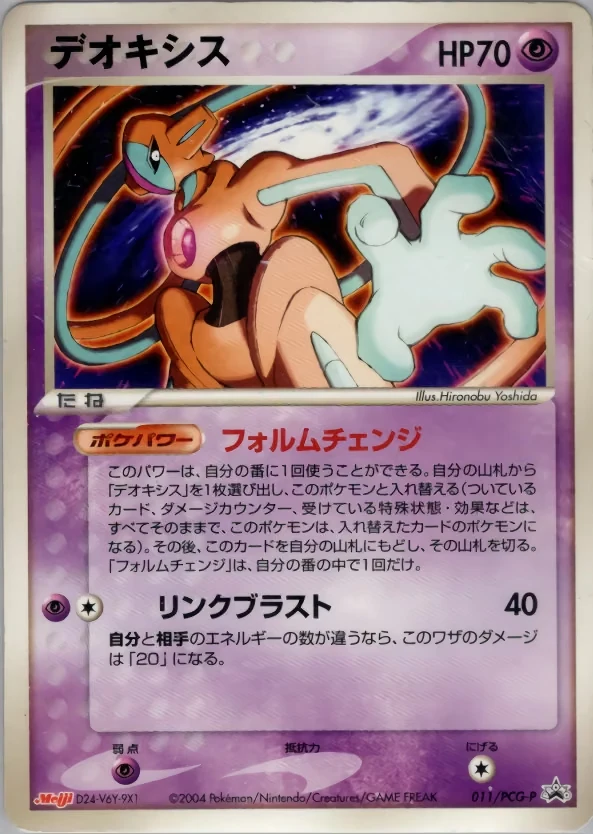 デオキシス HP70
たね Illus.Hironobu Yoshida
ポケパワー フォルムチェンジ
このパワーは、自分の番に1回使うことができる。自分の山札から
「デオキシス」を1枚選び出し、このポケモンと入れ替える(ついている
カード、ダメージカウンター、受けている特殊状態・効果などは、
すべてそのままで、このポケモンは、入れ替えたカードのポケモンに
なる)。その後、このカードを自分の山札にもどし、その山札を切る。
「フォルムチェンジ」は、自分の番の中で1回だけ。
リンクブラスト 40
自分と相手のエネルギーの数が違うなら、このワザのダメージ
は「20」になる。
弱点 抵抗力 にげる
Meiji D24-V6Y-9X1 ©2004 Pokémon/Nintendo/Creatures/GAME FREAK 011/PCG-P